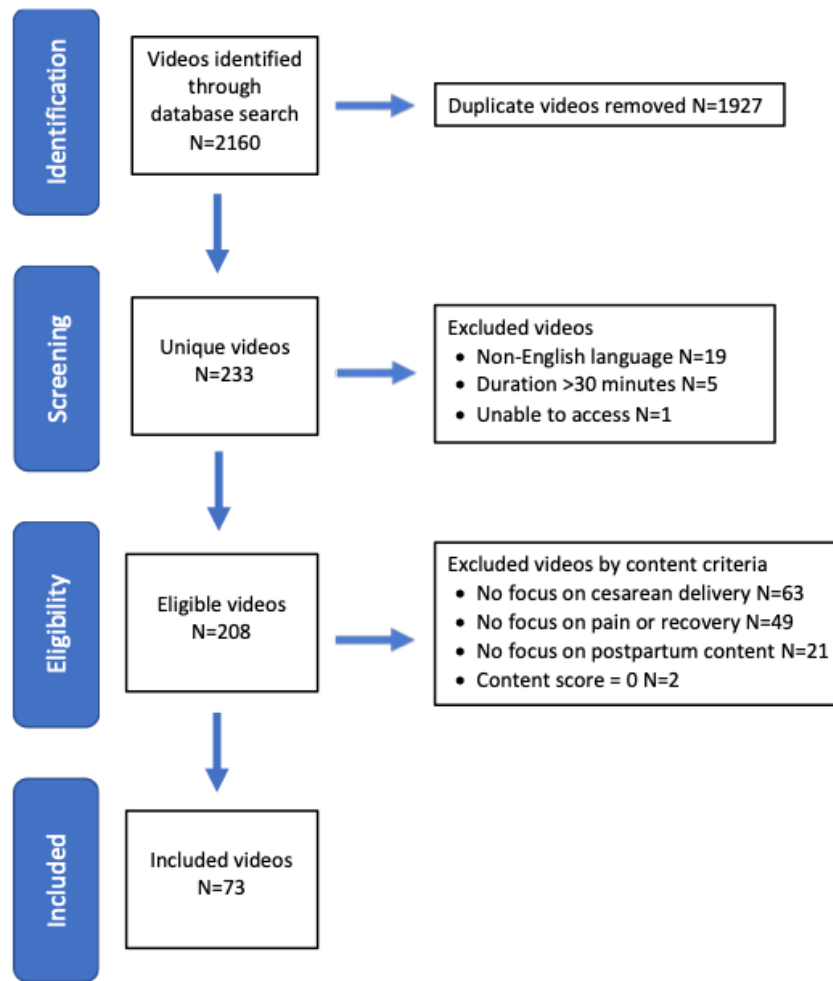 Identification
Videos identified
through
database search
N=2160
Duplicate videos removed N=1927
Screening
Unique videos
N=233
Excluded videos
• Non-English language N=19
• Duration >30 minutes N=5
• Unable to access N=1
Eligibility
Eligible videos
N=208
Excluded videos by content criteria
• No focus on cesarean delivery N=63
• No focus on pain or recovery N=49
• No focus on postpartum content N=21
• Content score = 0 N=2
Included
Included videos
N=73